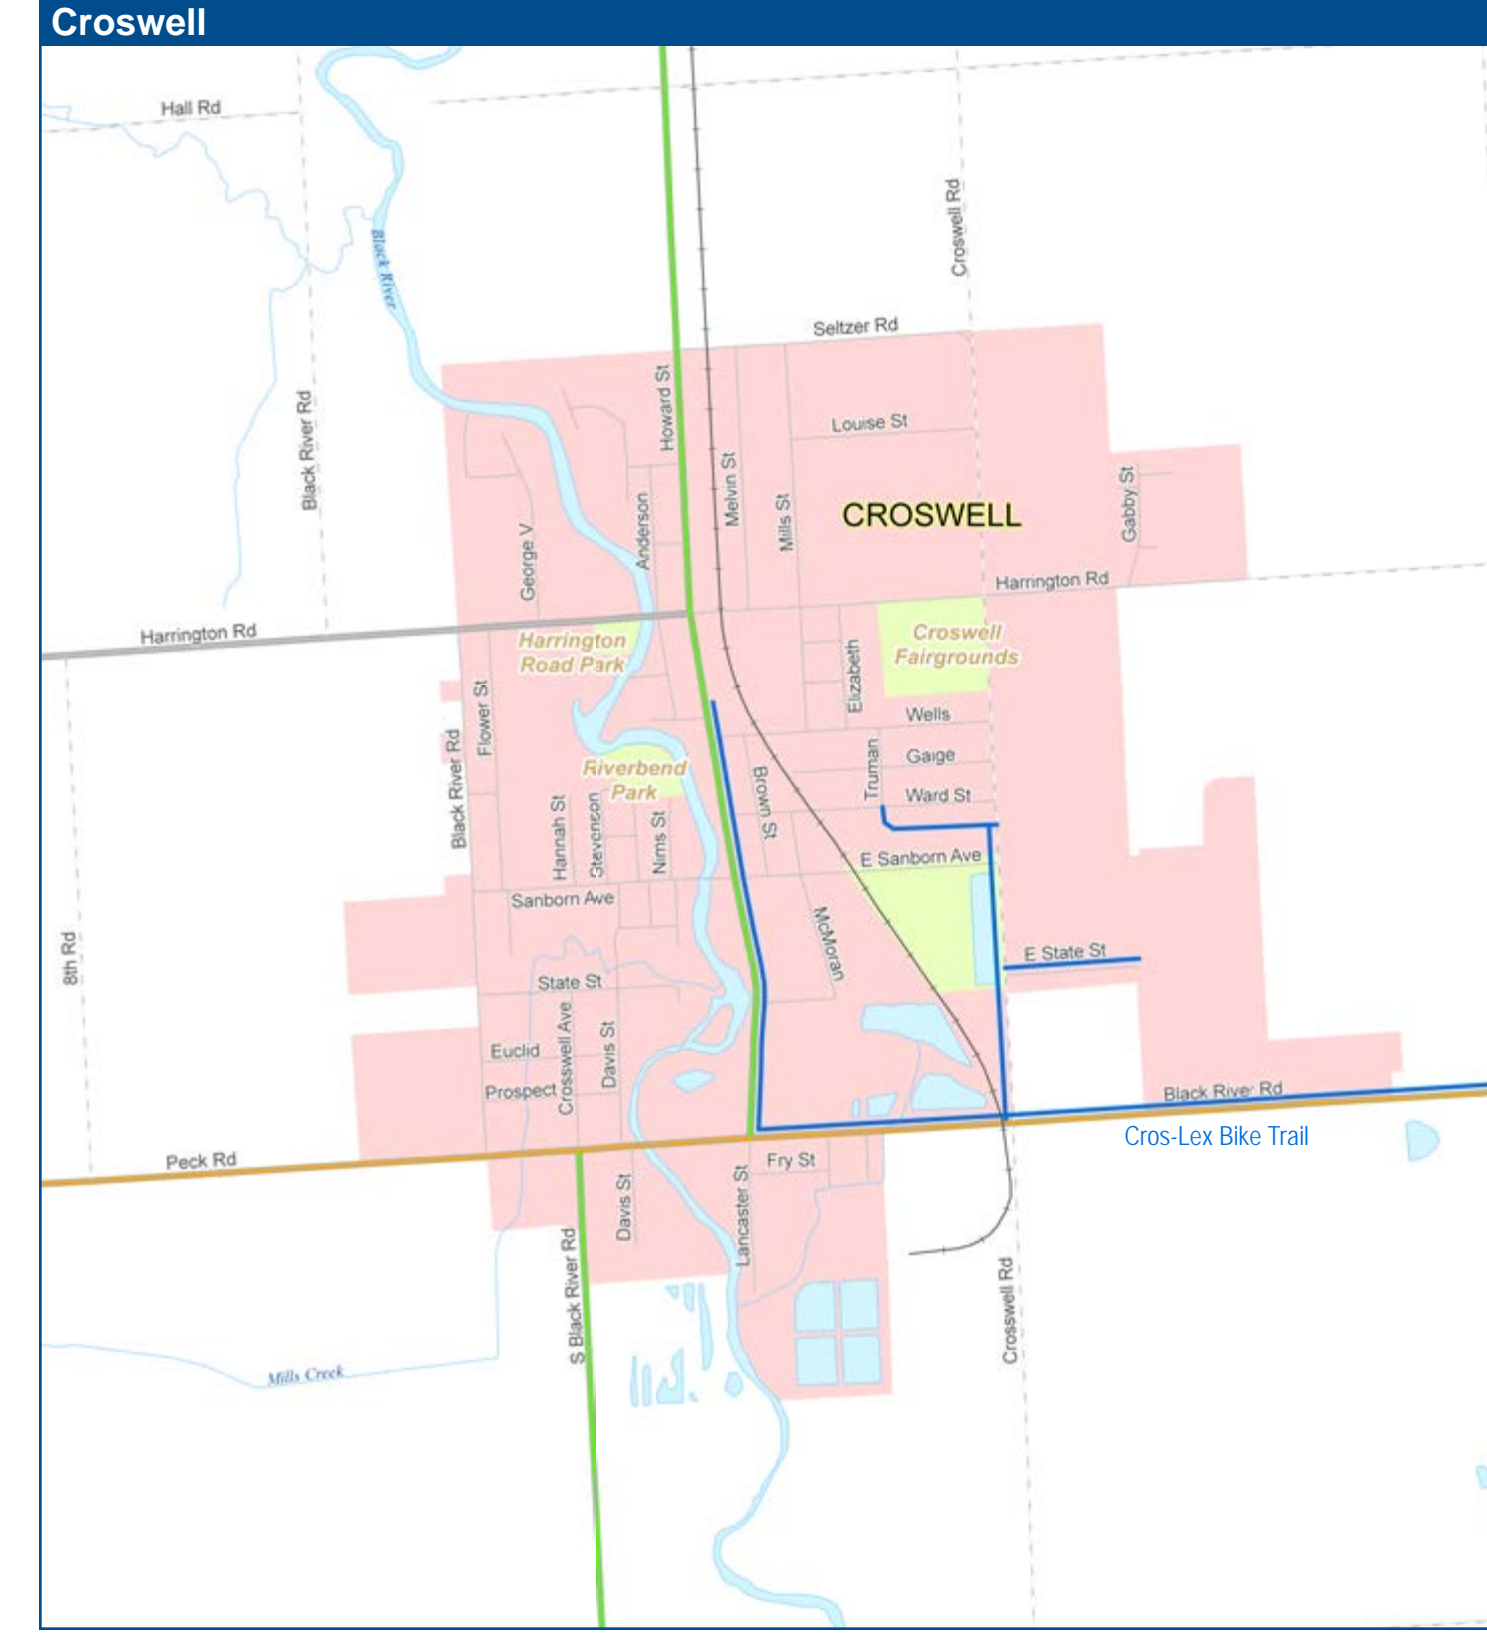 Croswell
Hall Rd
Croswell Rd
Black River
Seltzer Rd
Howard St
Black River Rd
Louise St
Melvin St
Mills St
Gabby St
Anderson
CROSWELL
George V
Harrington Rd
Harrington Rd
Harrington
Road Park
Croswell
Fairgrounds
Elizabeth
Flower St
Wells
Black River Rd
Riverbend
Park
Truman
Gaige
Brown St
Ward St
Hannah St
Stevenson
Nims St
E Sanborn Ave
Sanborn Ave
McMoran
8th Rd
E State St
State St
Crosswell Ave
Davis St
Euclid
Prospect
Black River Rd
Cros-Lex Bike Trail
Peck Rd
Fry St
Davis St
Lancaster St
S Black River Rd
Crosswell Rd
Mills Creek